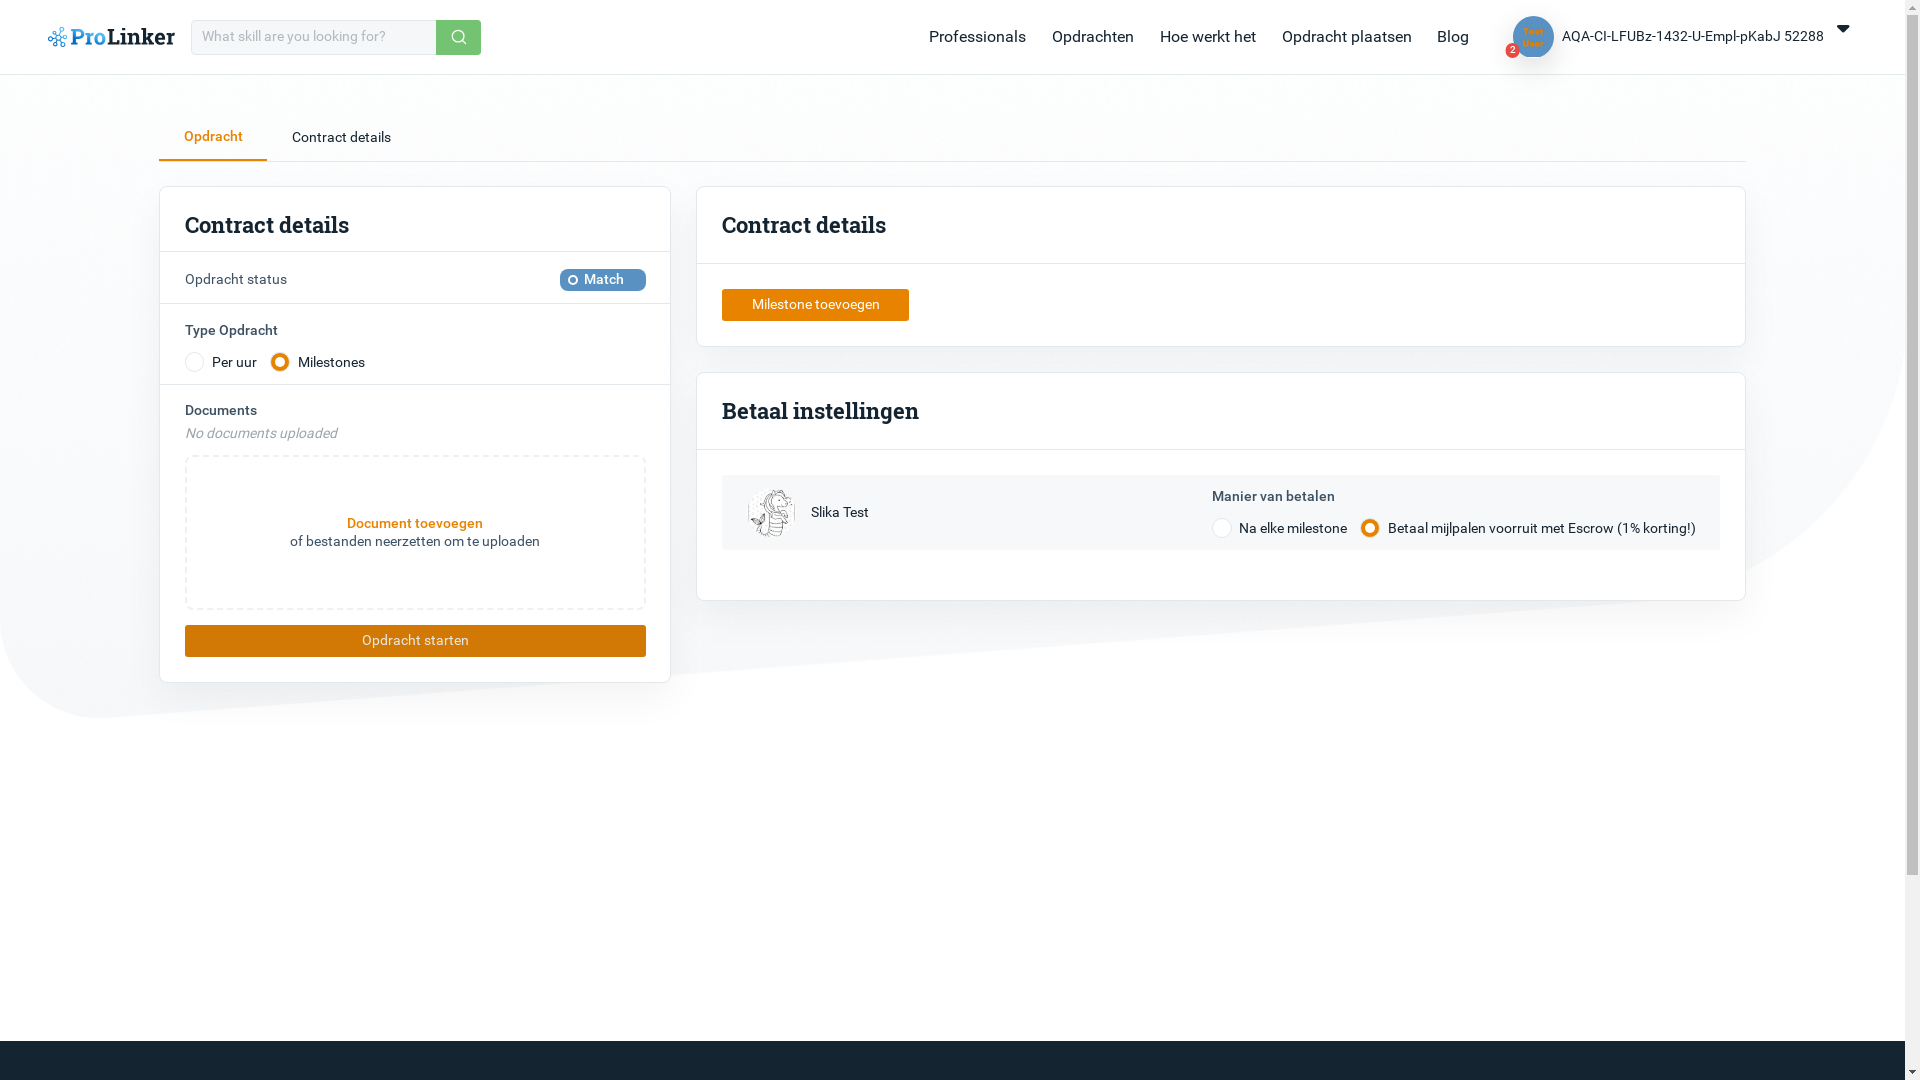 ProLinker
What skill are you looking for?
Professionals
Opdrachten
Hoe werkt het
Opdracht plaatsen
Blog
2
AQA-CI-LFUBz-1432-U-Empl-pKabJ 52288
Opdracht
Contract details
Contract details
Opdracht status
Match
Type Opdracht
Per uur
Milestones
Documents
No documents uploaded
Document toevoegen
of bestanden neerzetten om te uploaden
Opdracht starten
Contract details
Milestone toevoegen
Betaal instellingen
Slika Test
Manier van betalen
Na elke milestone
Betaal mijlpalen voorruit met Escrow (1% korting!)